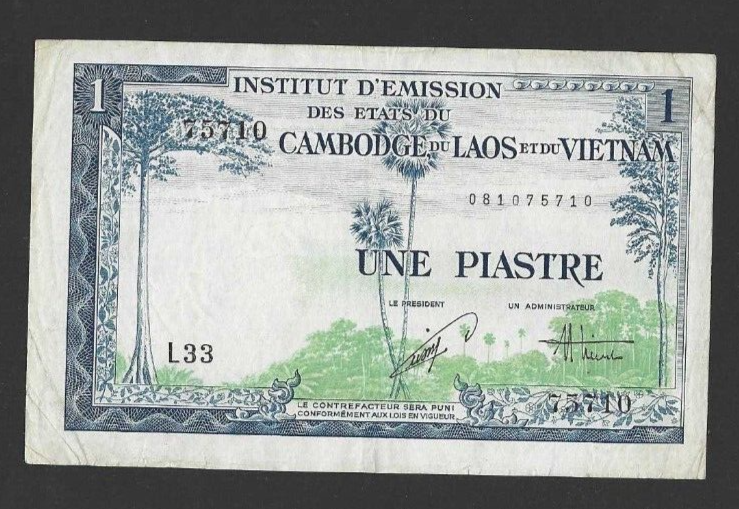 1
INSTITUT D'EMISSION
1
DES ETATS DU
75710
CAMBODGE, DU LAOS ET DU VIETNAM
081075710
UNE PIASTRE
LE PRESIDENT UN ADMINISTRATEUR
L33
75710
LE CONTREFACTEUR SERA PUNI
CONFORMÉMENT AUX LOIS EN VIGUEUR.